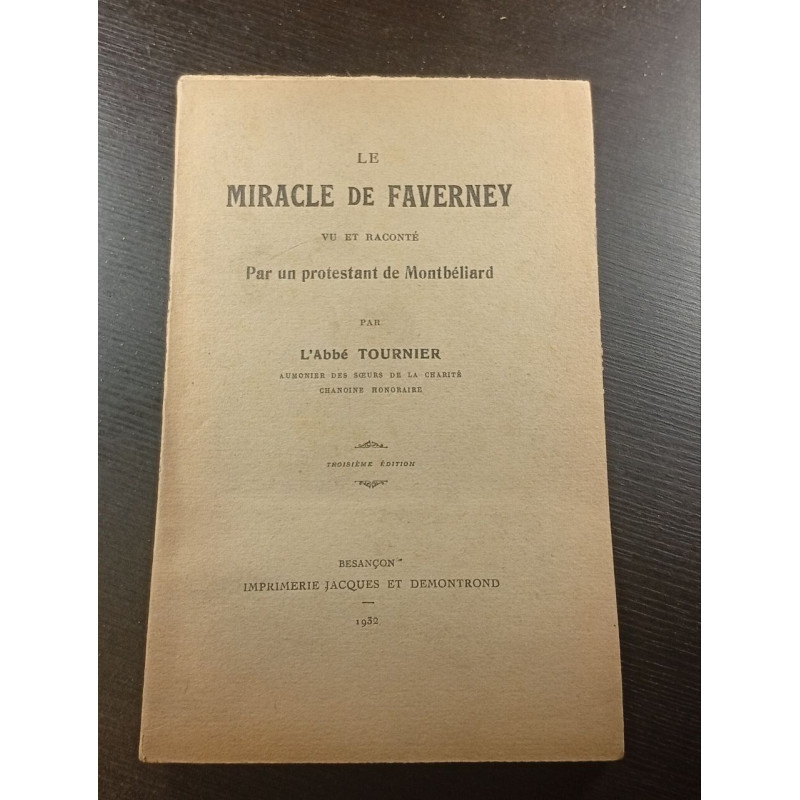 LE
MIRACLE DE FAVERNEY
VU ET RACONTÉ
Par un protestant de Montbéliard
PAR
L'Abbé TOURNIER
AUMONIER DES SŒURS DE LA CHARITÉ
CHANOINE HONORAIRE
TROISIÈME ÉDITION
BESANÇON
IMPRIMERIE JACQUES ET DEMONTROND
1932